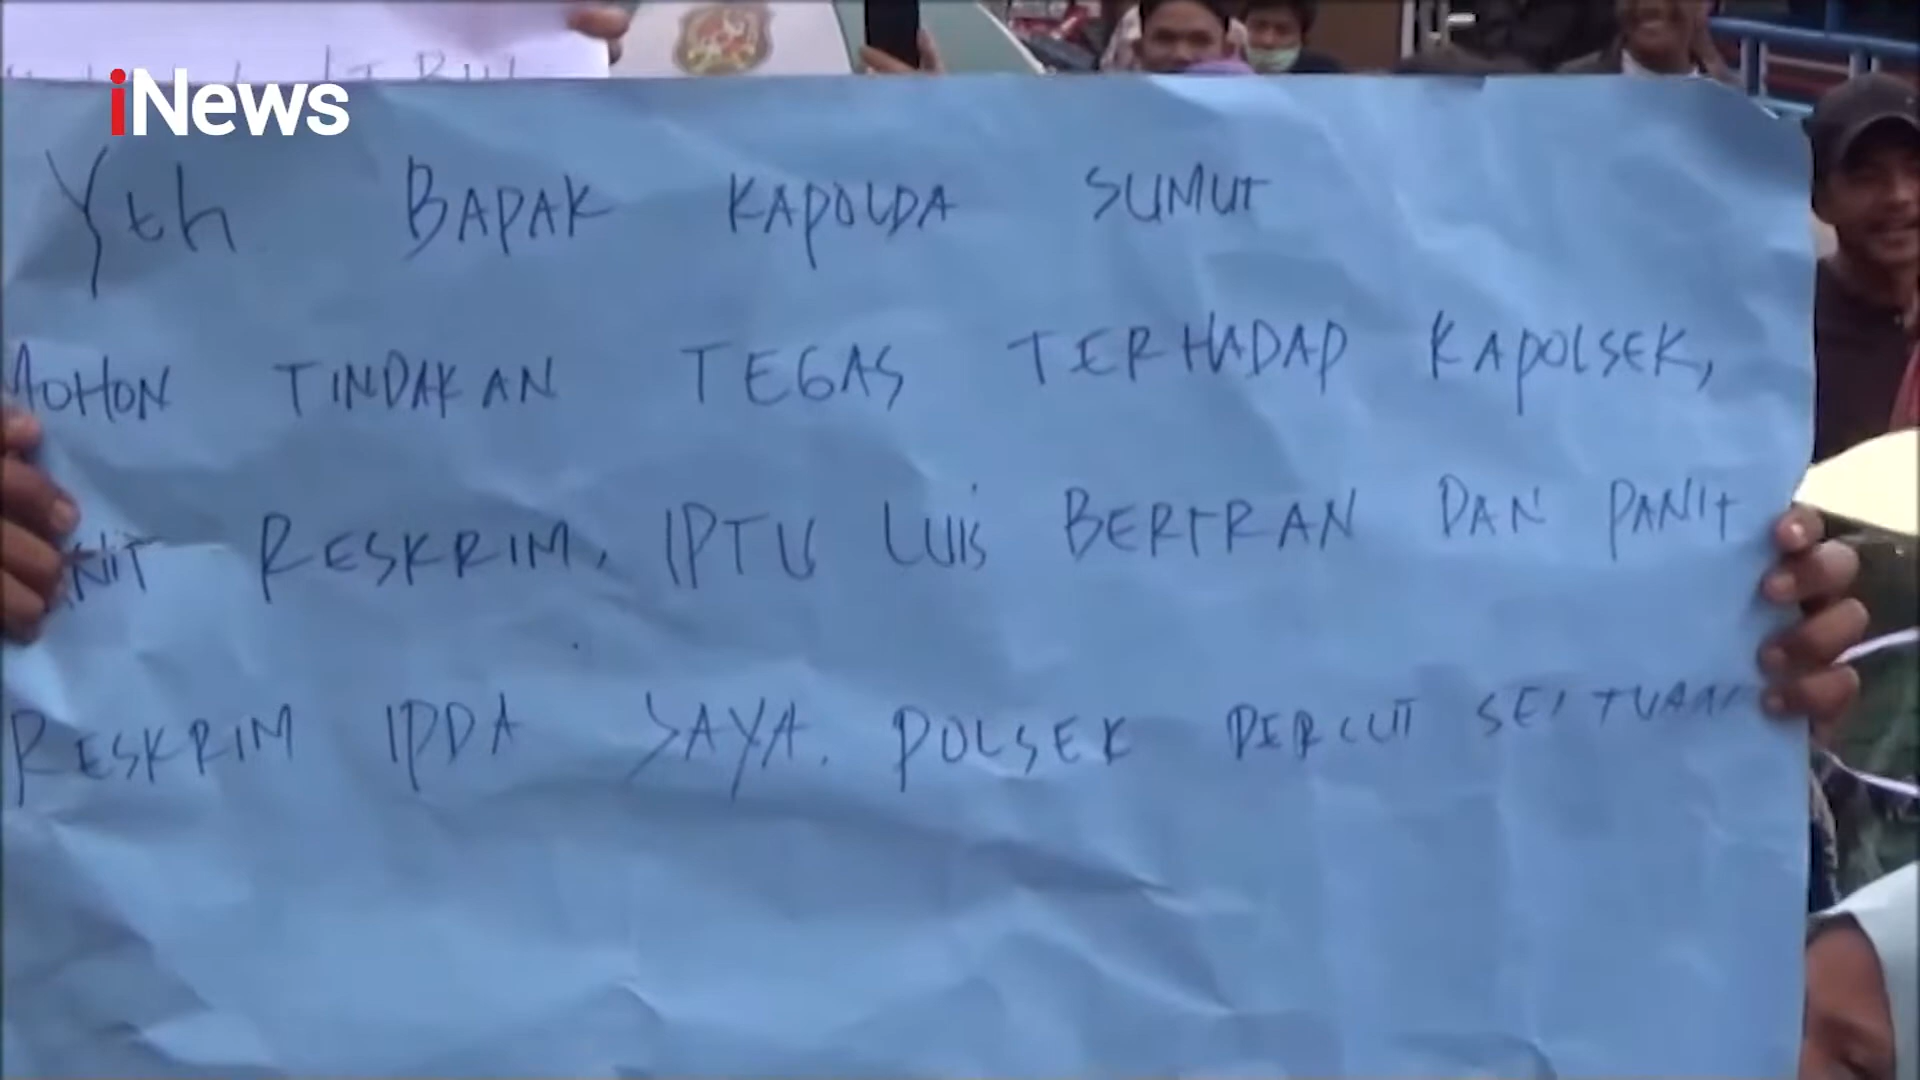 iNews
Yth BAPAK KAPOLDA SUMUT
MOHON TINDAKAN TEGAS TERHADAP KAPOLSEK,
RESKRIM, IPTU LUIS BERTRAN DAN PANIT
RESKRIM IPDA SAYA. POLSEK PERCUT SEI TUAN